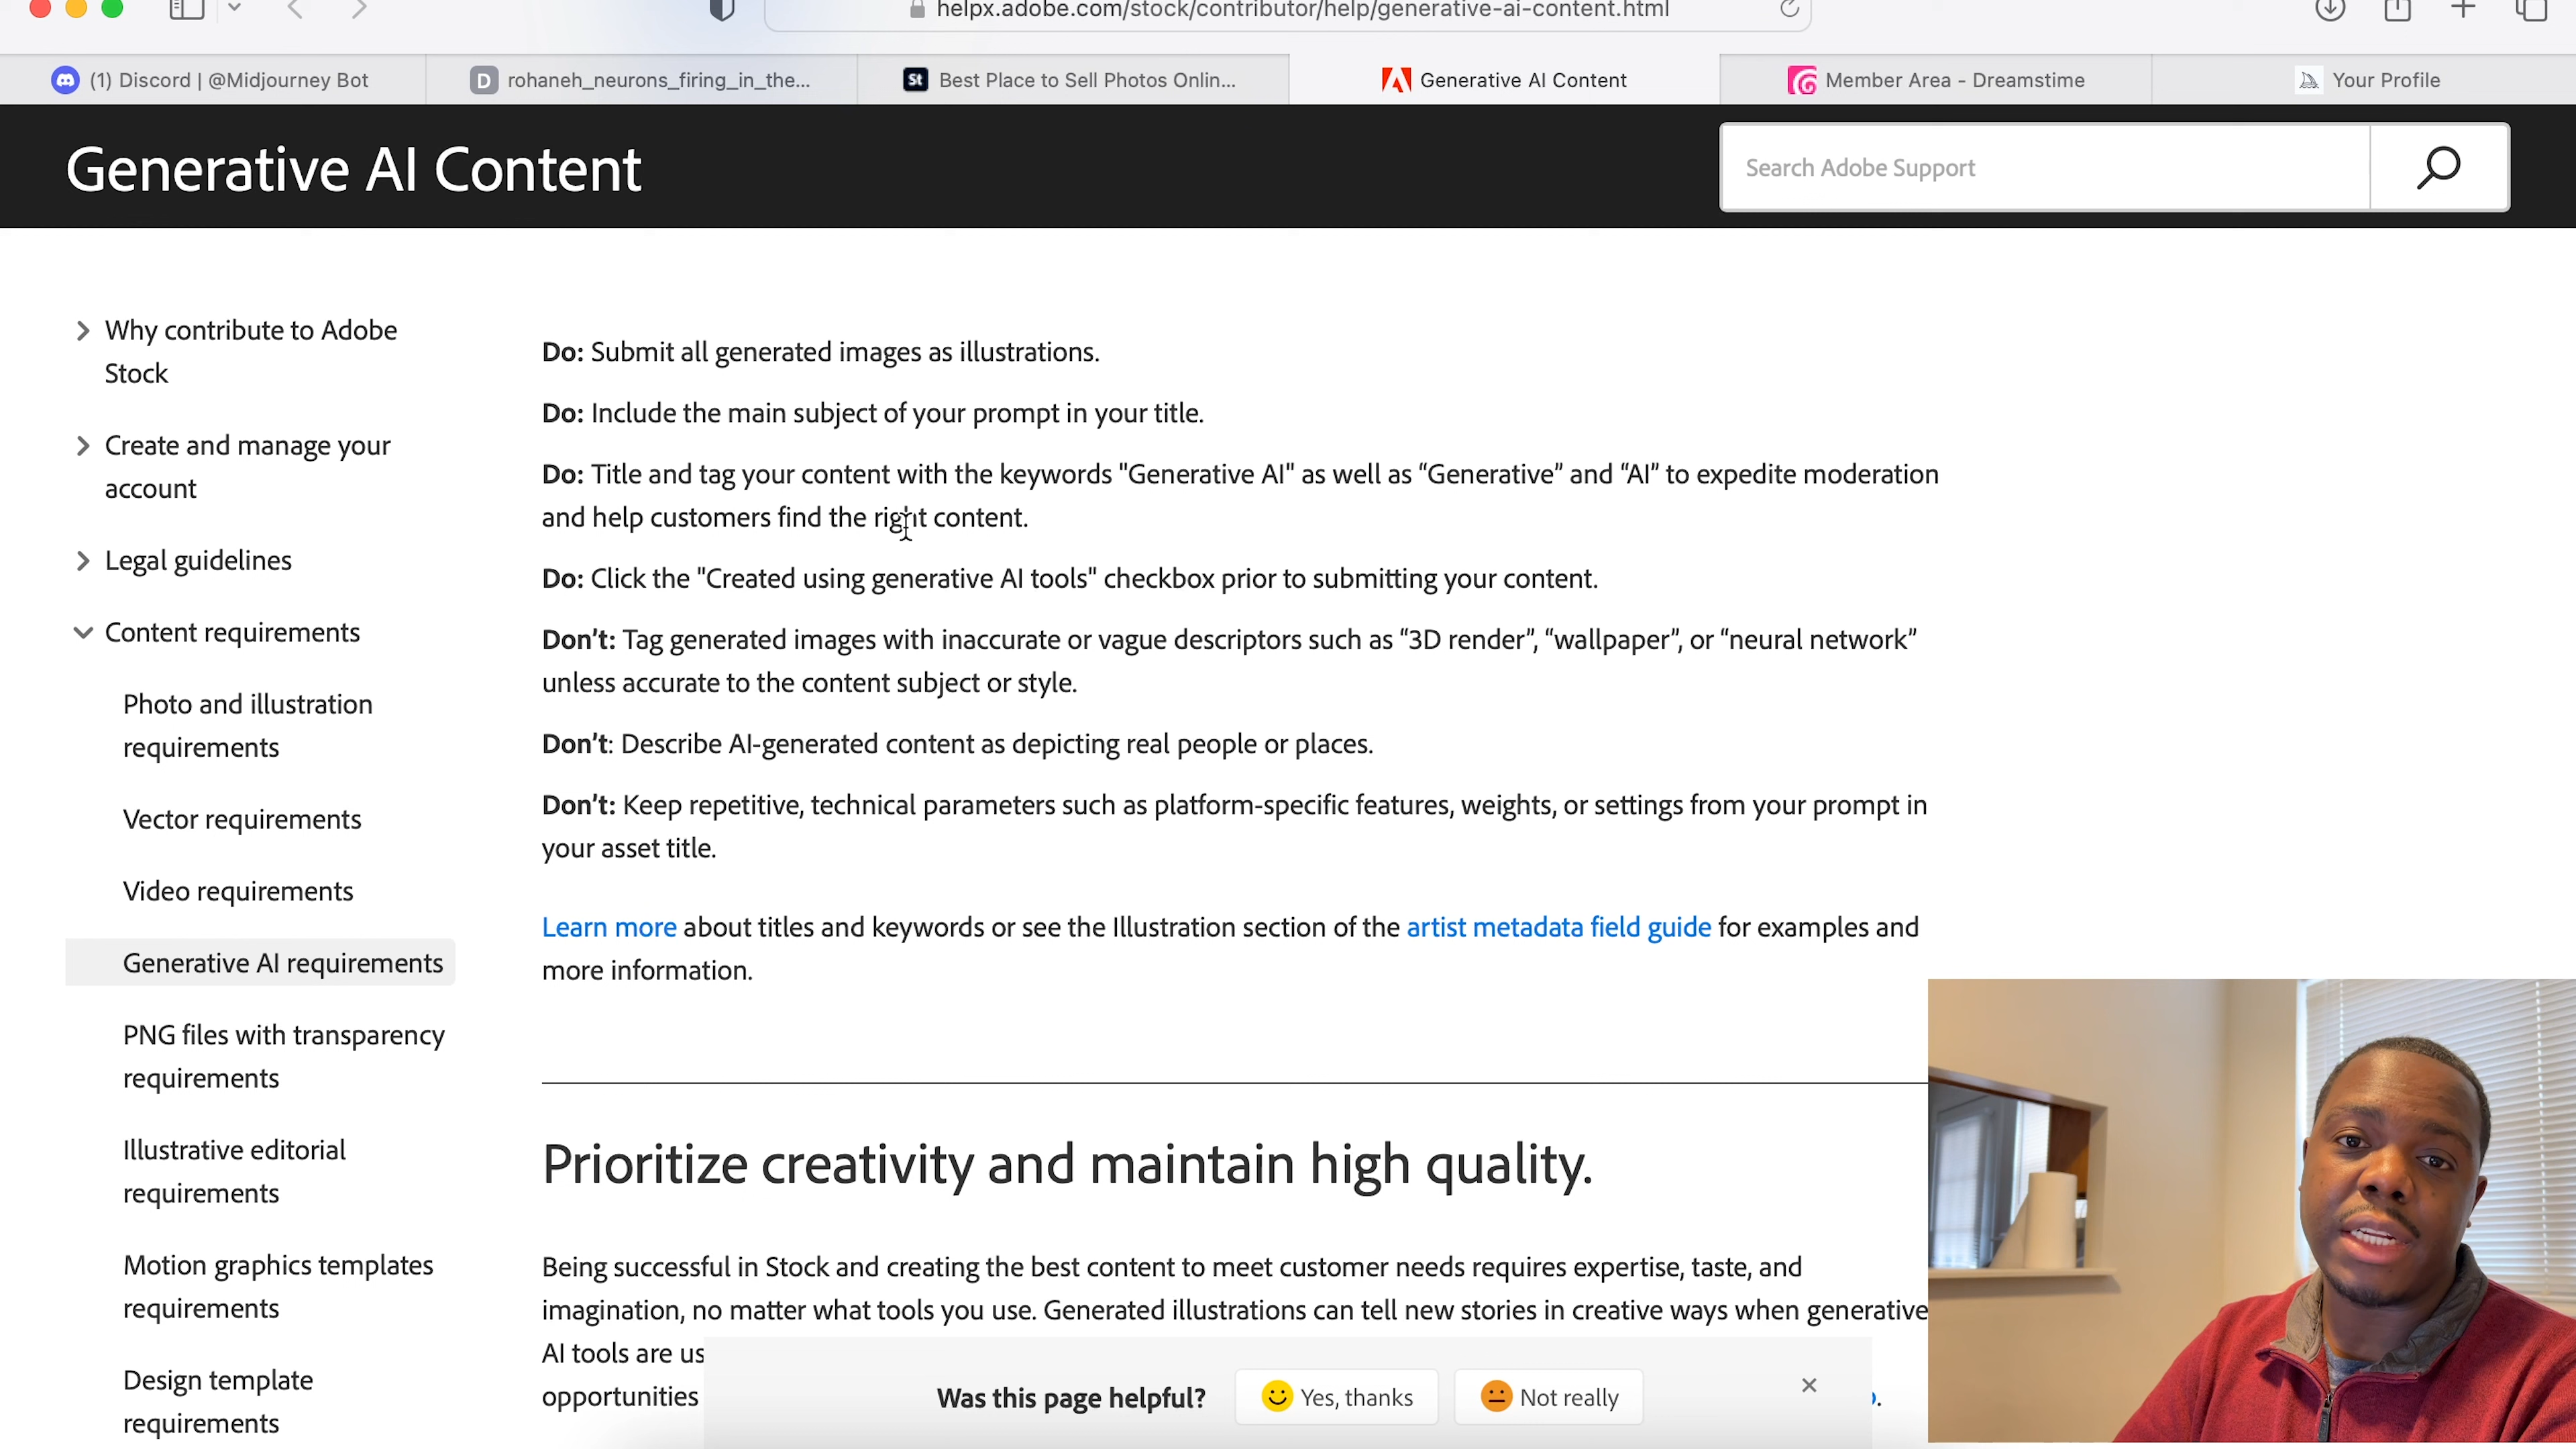 helpx.adobe.com/stock/contributor/help/generative-ai-content.html
(1) Discord | @Midjourney Bot
D
rohaneh_neurons_firing_in_the...
St
Best Place to Sell Photos Onlin...
Generative AI Content
Member Area - Dreamstime
Your Profile
Generative AI Content
Search Adobe Support
Why contribute to Adobe
Stock
Create and manage your
account
Legal guidelines
Content requirements
Photo and illustration
requirements
Vector requirements
Video requirements
Generative AI requirements
PNG files with transparency
requirements
Illustrative editorial
requirements
Motion graphics templates
requirements
Design template
requirements
Do: Submit all generated images as illustrations.
Do: Include the main subject of your prompt in your title.
Do: Title and tag your content with the keywords "Generative AI" as well as “Generative” and “AI” to expedite moderation
and help customers find the right content.
Do: Click the "Created using generative AI tools" checkbox prior to submitting your content.
Don’t: Tag generated images with inaccurate or vague descriptors such as “3D render”, “wallpaper”, or “neural network”
unless accurate to the content subject or style.
Don’t: Describe AI-generated content as depicting real people or places.
Don’t: Keep repetitive, technical parameters such as platform-specific features, weights, or settings from your prompt in
your asset title.
Learn more about titles and keywords or see the Illustration section of the artist metadata field guide for examples and
more information.
Prioritize creativity and maintain high quality.
Being successful in Stock and creating the best content to meet customer needs requires expertise, taste, and
imagination, no matter what tools you use. Generated illustrations can tell new stories in creative ways when generative
AI tools are us
opportunities
Was this page helpful?
Yes, thanks
Not really